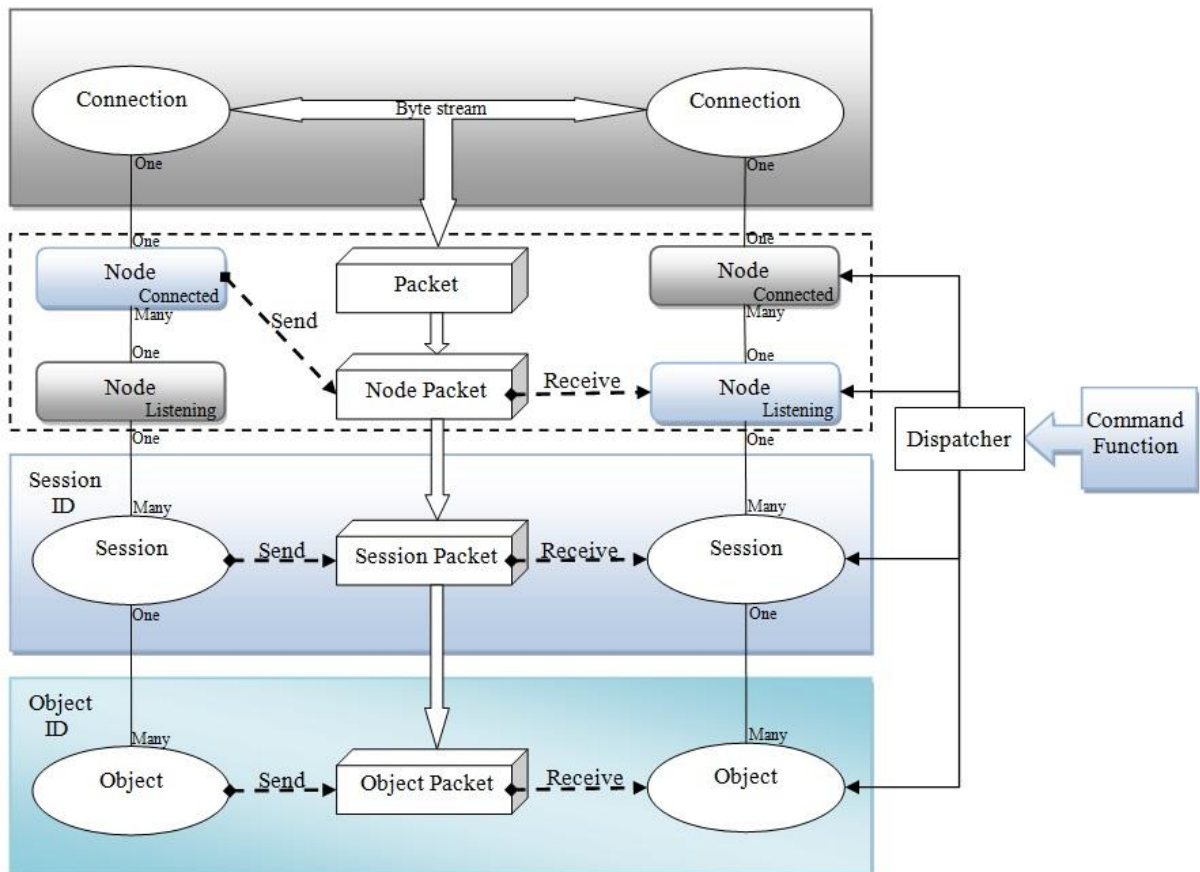 Connection
Byte stream
Connection
One
One
One
One
Node
Connected
Packet
Node
Connected
Many
Send
Many
One
One
Node
Listening
Node Packet
Receive
Node
Listening
One
One
Dispatcher
Command
Function
Session
ID
Many
Many
Session
Send
Session Packet
Receive
Session
One
One
Object
ID
Many
Many
Object
Send
Object Packet
Receive
Object